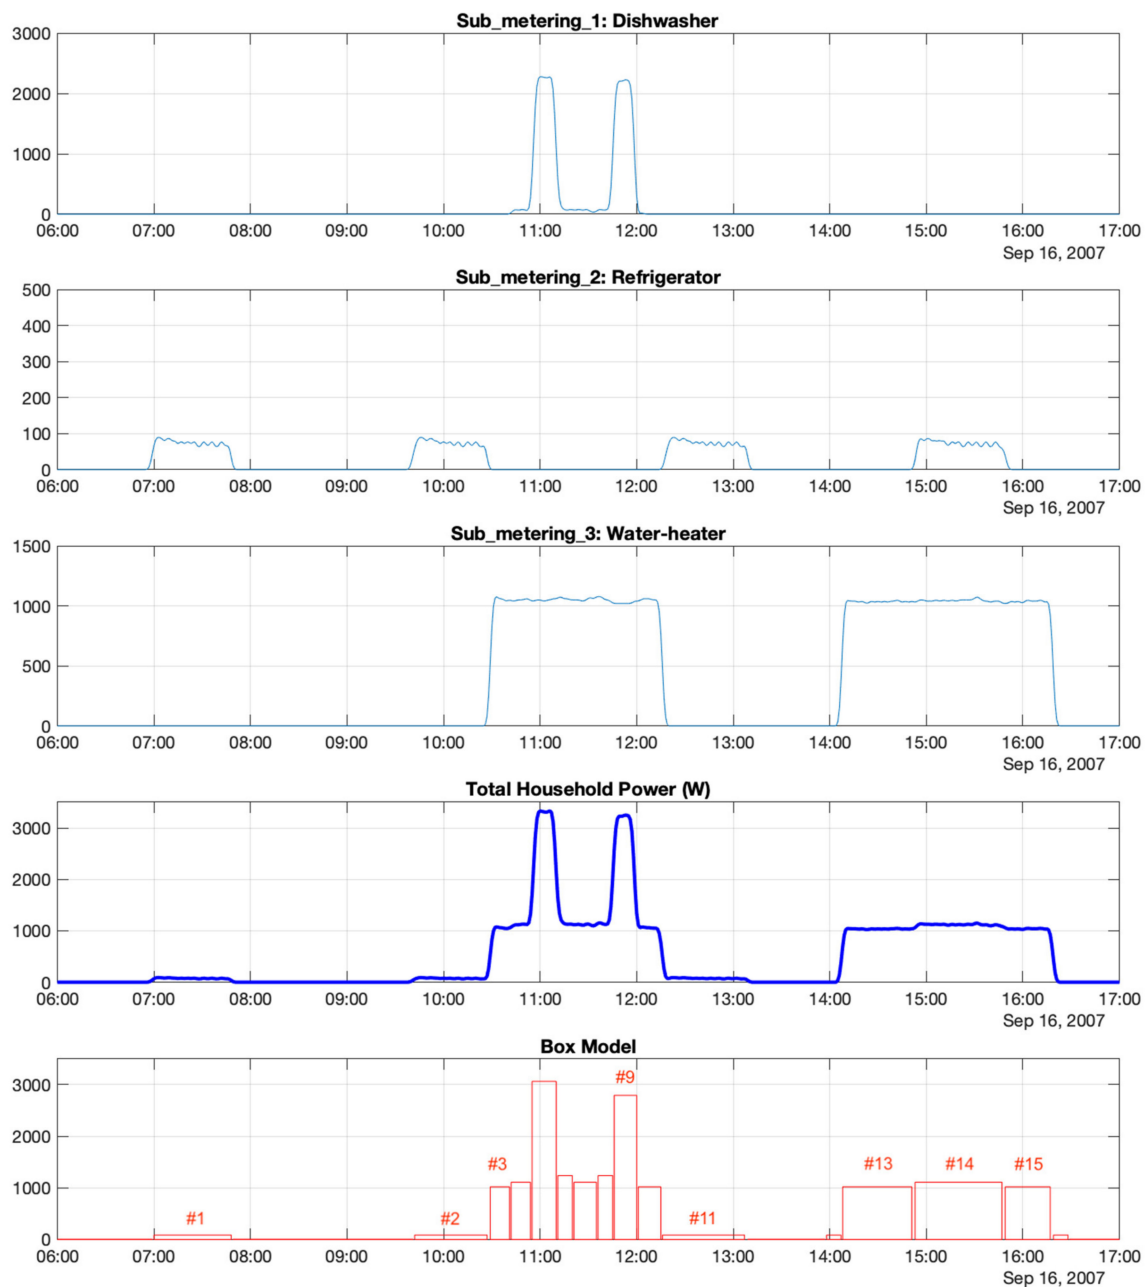 Sub_metering_1: Dishwasher
3000
2000
1000
0
06:00 07:00 08:00 09:00 10:00 11:00 12:00 13:00 14:00 15:00 16:00 17:00
Sep 16, 2007
Sub_metering_2: Refrigerator
500
400
300
200
100
0
06:00 07:00 08:00 09:00 10:00 11:00 12:00 13:00 14:00 15:00 16:00 17:00
Sep 16, 2007
Sub_metering_3: Water-heater
1500
1000
500
0
06:00 07:00 08:00 09:00 10:00 11:00 12:00 13:00 14:00 15:00 16:00 17:00
Sep 16, 2007
Total Household Power (W)
3000
2000
1000
0
06:00 07:00 08:00 09:00 10:00 11:00 12:00 13:00 14:00 15:00 16:00 17:00
Sep 16, 2007
Box Model
3000
#9
2000
#3 #13 #14 #15
1000
#1 #2 #11
0
06:00 07:00 08:00 09:00 10:00 11:00 12:00 13:00 14:00 15:00 16:00 17:00
Sep 16, 2007